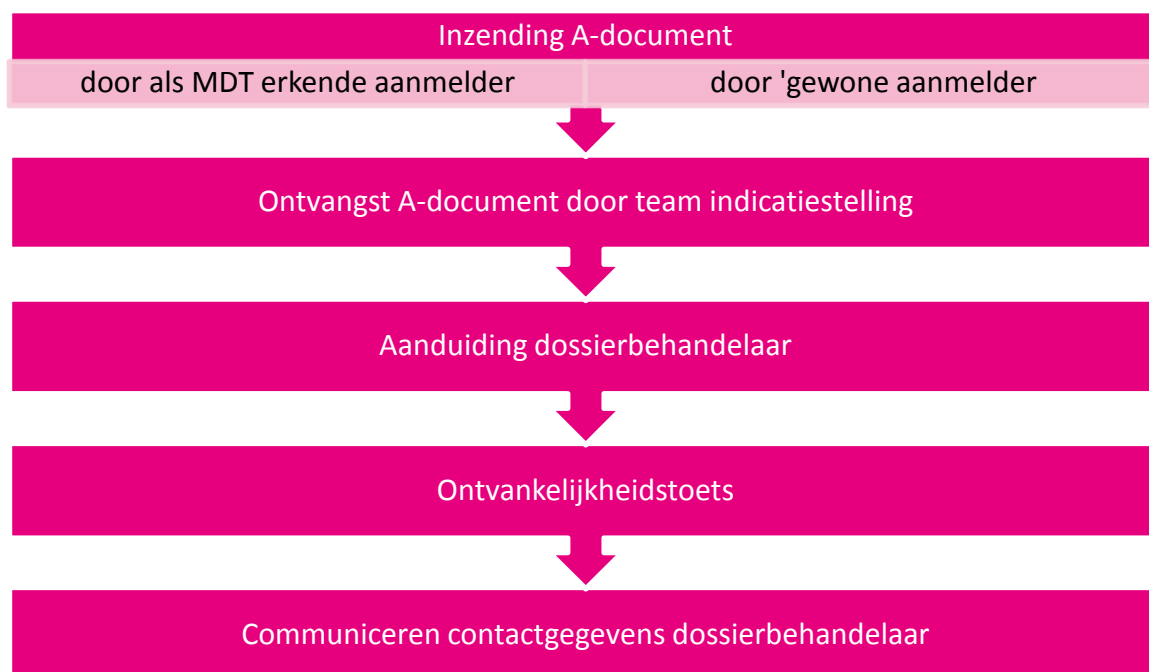 Inzending A-document
door als MDT erkende aanmelder
door 'gewone aanmelder
Ontvangst A-document door team indicatiestelling
Aanduiding dossierbehandelaar
Ontvankelijkheidstoets
Communiceren contactgegevens dossierbehandelaar